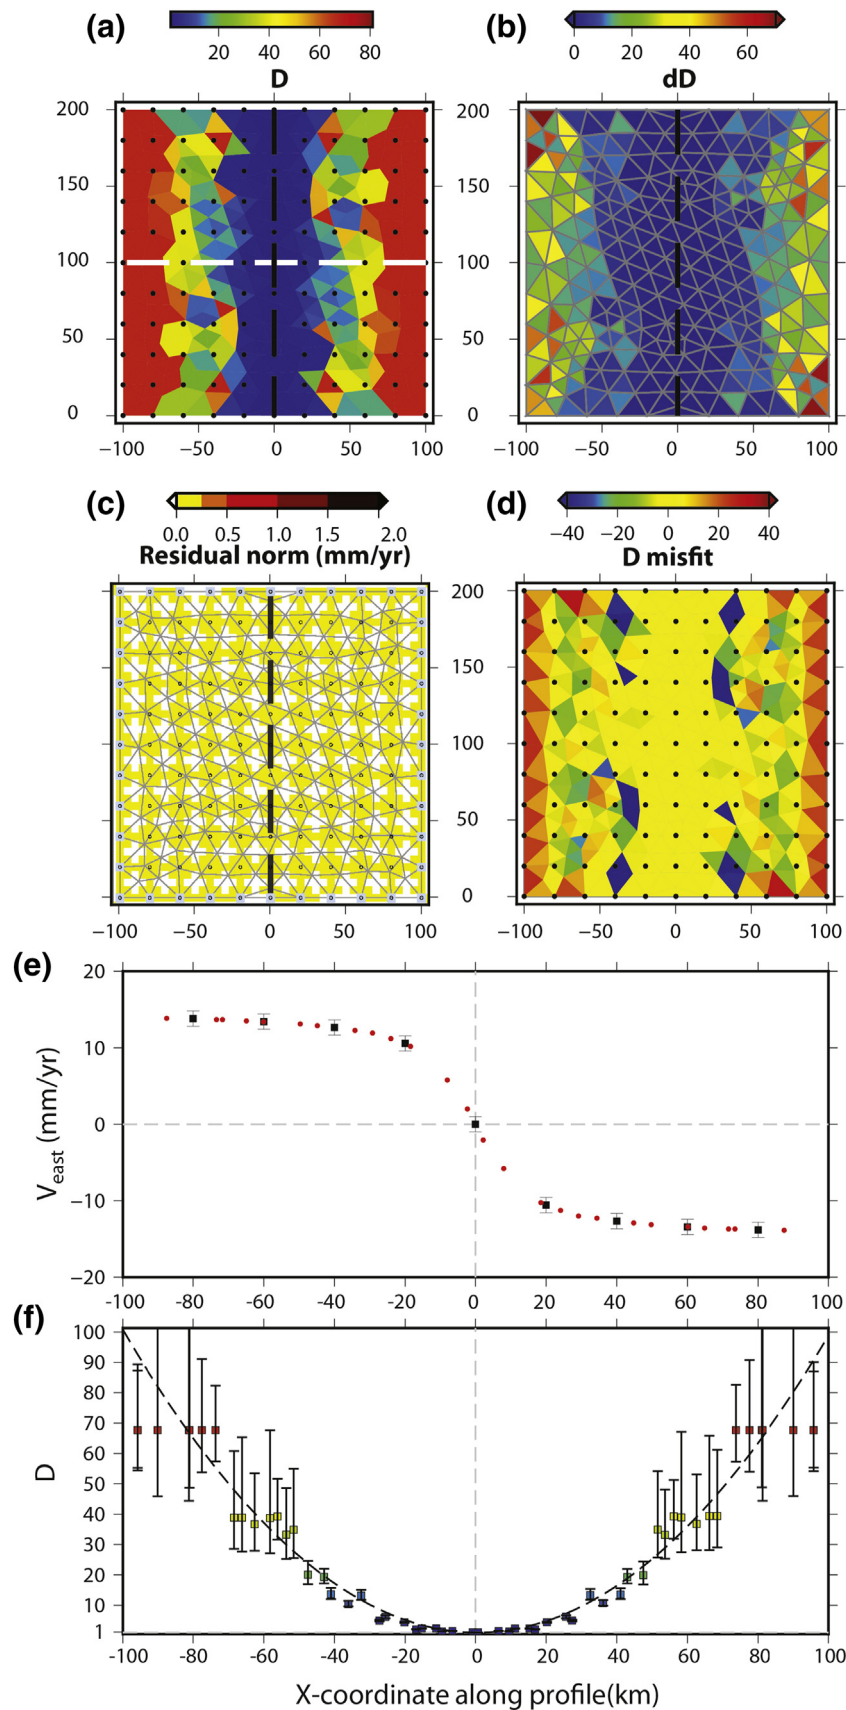 (a)
20 40 60 80
D
(b)
0 20 40 60
dD
200
150
100
50
0
−100 −50 0 50 100
200
150
100
50
0
−100 −50 0 50 100
(c)
0.0 0.5 1.0 1.5 2.0
Residual norm (mm/yr)
(d)
−40 −20 0 20 40
D misfit
−100 −50 0 50 100
200
150
100
50
0
−100 −50 0 50 100
(e)
20
10
0
−10
−20
Veast (mm/yr)
-100 -80 -60 -40 -20 0 20 40 60 80 100
(f)
100
90
80
70
60
50
40
30
20
10
1
D
-100 -80 -60 -40 -20 0 20 40 60 80 100
X-coordinate along profile(km)